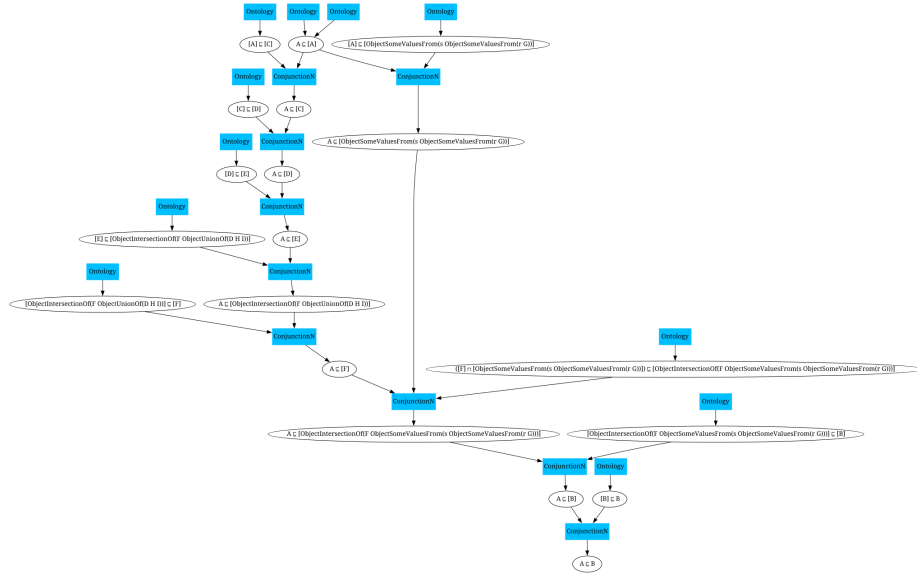 Ontology
Ontology
Ontology
Ontology
[A] ⊑ [C]
A ⊑ [A]
[A] ⊑ [ObjectSomeValuesFrom(s ObjectSomeValuesFrom(r G))]
Ontology
ConjunctionN
ConjunctionN
[C] ⊑ [D]
A ⊑ [C]
Ontology
ConjunctionN
A ⊑ [ObjectSomeValuesFrom(s ObjectSomeValuesFrom(r G))]
[D] ⊑ [E]
A ⊑ [D]
Ontology
ConjunctionN
[E] ⊑ [ObjectIntersectionOf(F ObjectUnionOf(D H I))]
A ⊑ [E]
Ontology
ConjunctionN
[ObjectIntersectionOf(F ObjectUnionOf(D H I))] ⊑ [F]
A ⊑ [ObjectIntersectionOf(F ObjectUnionOf(D H I))]
ConjunctionN
Ontology
A ⊑ [F]
([F] ⊓ [ObjectSomeValuesFrom(s ObjectSomeValuesFrom(r G))]) ⊑ [ObjectIntersectionOf(F ObjectSomeValuesFrom(s ObjectSomeValuesFrom(r G)))]
ConjunctionN
Ontology
A ⊑ [ObjectIntersectionOf(F ObjectSomeValuesFrom(s ObjectSomeValuesFrom(r G)))]
[ObjectIntersectionOf(F ObjectSomeValuesFrom(s ObjectSomeValuesFrom(r G)))] ⊑ [B]
ConjunctionN
Ontology
A ⊑ [B]
[B] ⊑ B
ConjunctionN
A ⊑ B